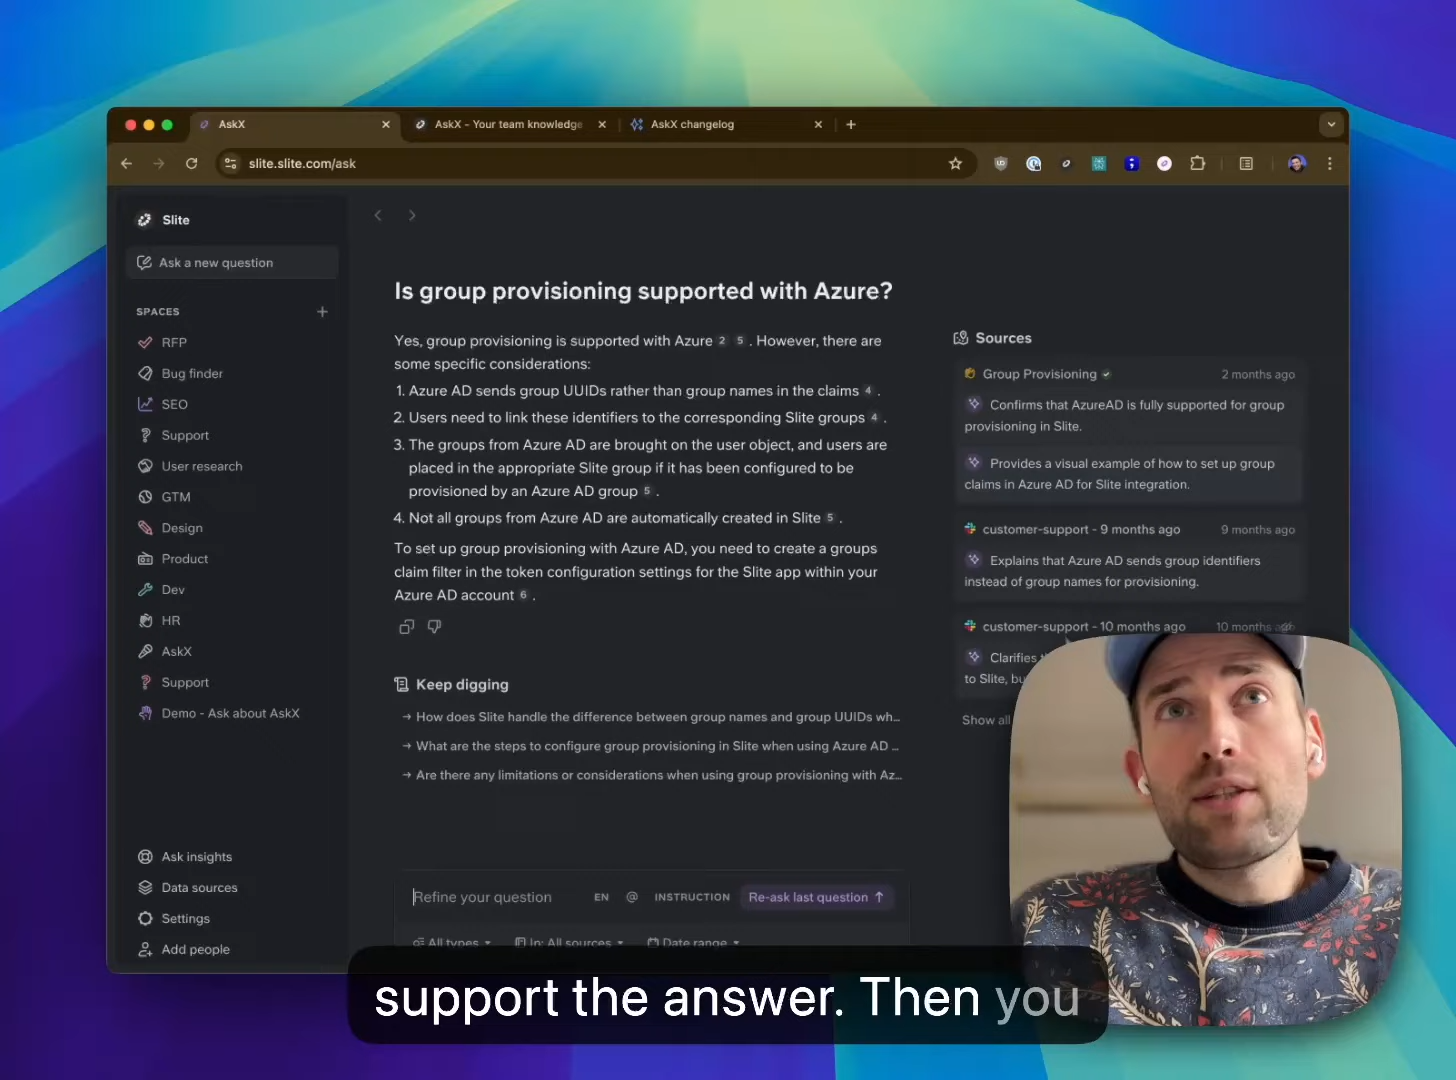 AskX
AskX - Your team knowledge
AskX changelog
slite.slite.com/ask
Slite
Ask a new question
SPACES
RFP
Bug finder
SEO
Support
User research
GTM
Design
Product
Dev
HR
AskX
Support
Demo - Ask about AskX
Ask insights
Data sources
Settings
Add people
Is group provisioning supported with Azure?
Yes, group provisioning is supported with Azure 2 5 . However, there are
some specific considerations:
1. Azure AD sends group UUIDs rather than group names in the claims 4 .
2. Users need to link these identifiers to the corresponding Slite groups 4 .
3. The groups from Azure AD are brought on the user object, and users are
placed in the appropriate Slite group if it has been configured to be
provisioned by an Azure AD group 5 .
4. Not all groups from Azure AD are automatically created in Slite 5 .
To set up group provisioning with Azure AD, you need to create a groups
claim filter in the token configuration settings for the Slite app within your
Azure AD account 6 .
Keep digging
→ How does Slite handle the difference between group names and group UUIDs wh...
→ What are the steps to configure group provisioning in Slite when using Azure AD ...
→ Are there any limitations or considerations when using group provisioning with Az...
Refine your question EN @ INSTRUCTION Re-ask last question ↑
All types In: All sources Date range
Sources
Group Provisioning 2 months ago
Confirms that AzureAD is fully supported for group
provisioning in Slite.
Provides a visual example of how to set up group
claims in Azure AD for Slite integration.
customer-support - 9 months ago 9 months ago
Explains that Azure AD sends group identifiers
instead of group names for provisioning.
customer-support - 10 months ago 10 months ago
Clarifies
to Slite,
Show all
support the answer. Then you